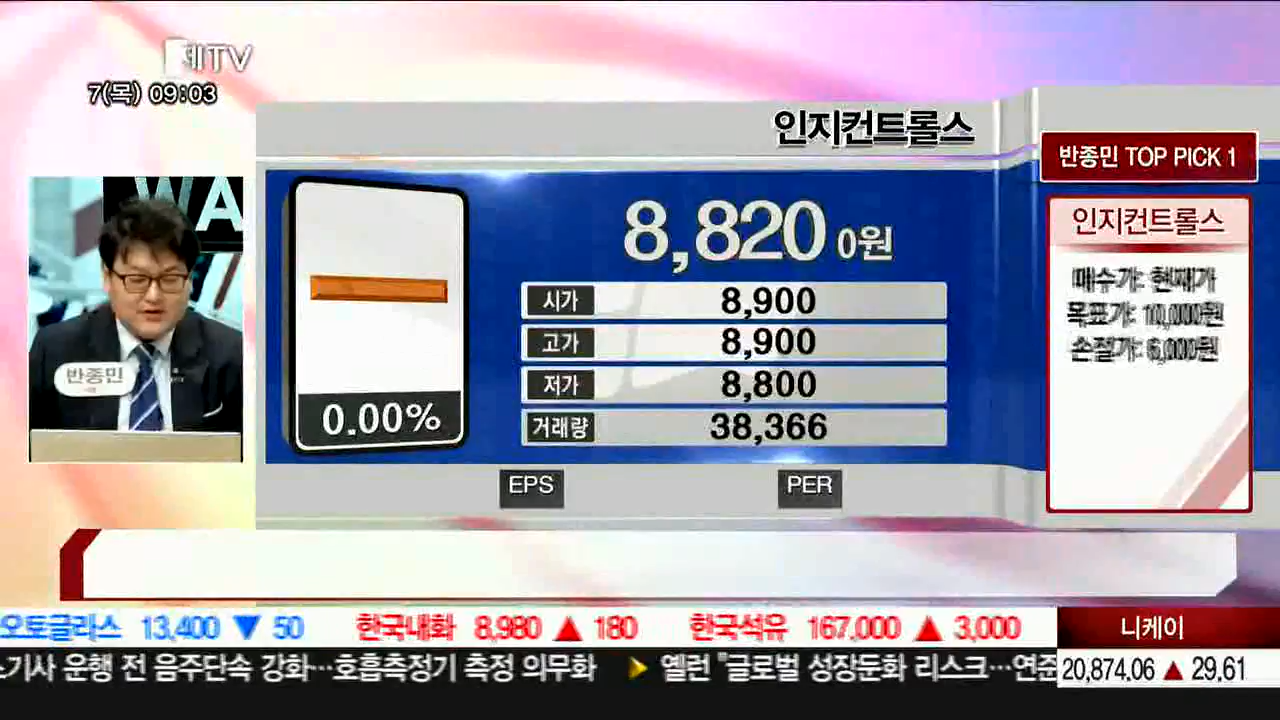 제TV
7(목) 09:03
WA
반종민
인지컨트롤스
8,820 0원
0.00%
시가 8,900
고가 8,900
저가 8,800
거래량 38,366
EPS PER
반종민 TOP PICK 1
인지컨트롤스
매수가: 현재가
목표가: 10,000원
손절가: 6,000원
오토글라스 13,400 ▼ 50 한국내화 8,980 ▲ 180 한국석유 167,000 ▲ 3,000
니케이
기사 운행 전 음주단속 강화…호흡측정기 측정 의무화 ▶ 옐런 "글로벌 성장둔화 리스크…연준
20,874.06 ▲ 29.61